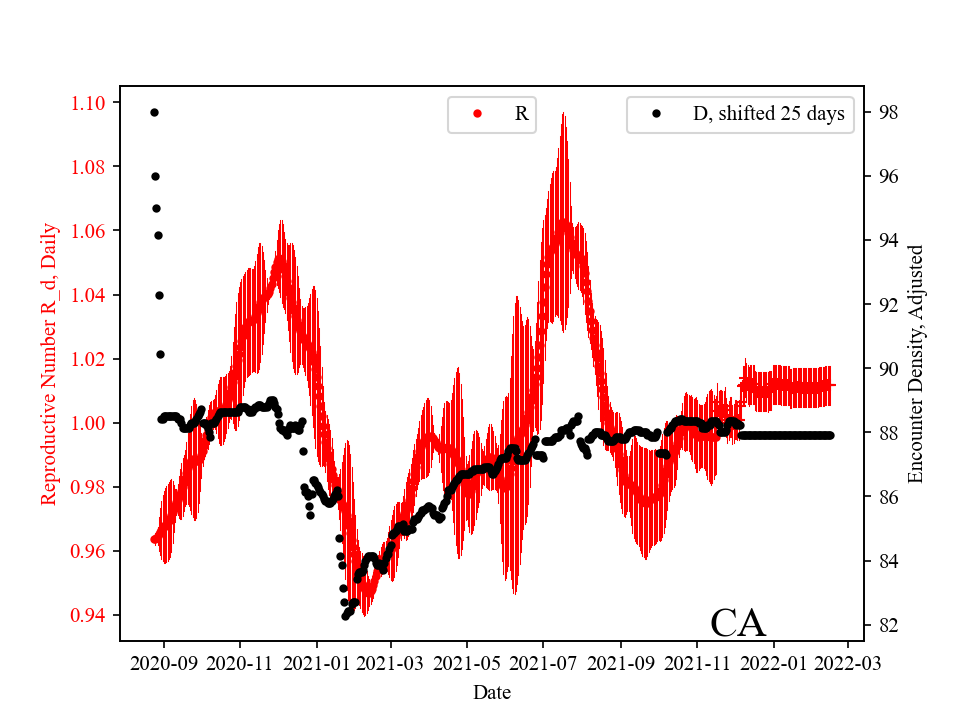 R
D, shifted 25 days
Reproductive Number R_d, Daily
1.10
1.08
1.06
1.04
1.02
1.00
0.98
0.96
0.94
98
96
94
92
90
88
86
84
82
Encounter Density, Adjusted
CA
2020-09 2020-11 2021-01 2021-03 2021-05 2021-07 2021-09 2021-11 2022-01 2022-03
Date